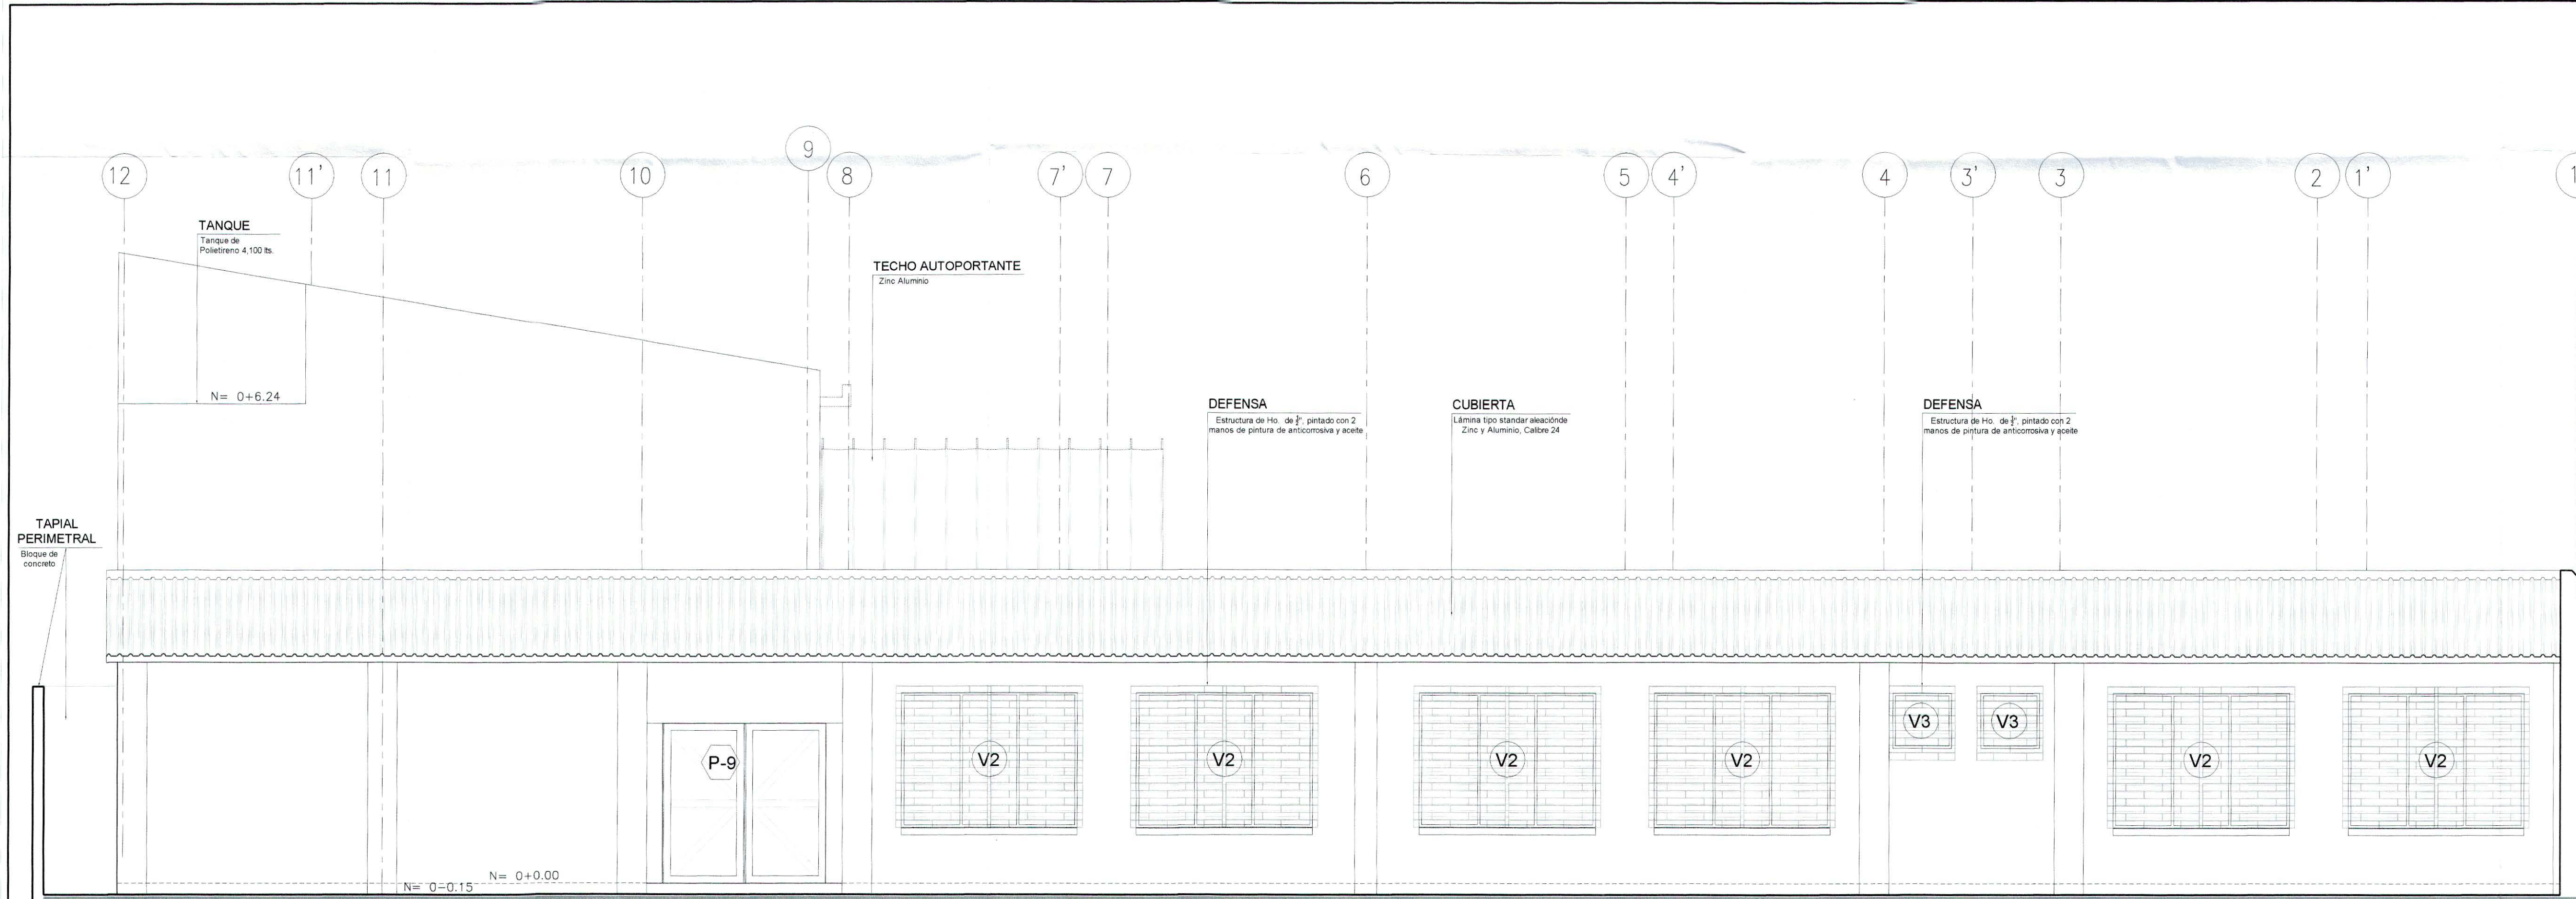 9
12
11'
11
10
8
7'
7
6
5
4'
4
3'
3
2
1'
1
TANQUE
Tanque de
Polietireno 4,100 lts.
TECHO AUTOPORTANTE
Zinc Aluminio
N= 0+6.24
DEFENSA
Estructura de Ho. de ", pintado con 2
manos de pintura de anticorrosiva y aceite
CUBIERTA
Lámina tipo standar aleaciónde
Zinc y Aluminio, Calibre 24
DEFENSA
Estructura de Ho. de ", pintado con 2
manos de pintura de anticorrosiva y aceite
TAPIAL
PERIMETRAL
Bloque de
concreto
V3
V3
P-9
V2
V2
V2
V2
V2
V2
N= 0+0.00
N= 0-0.15